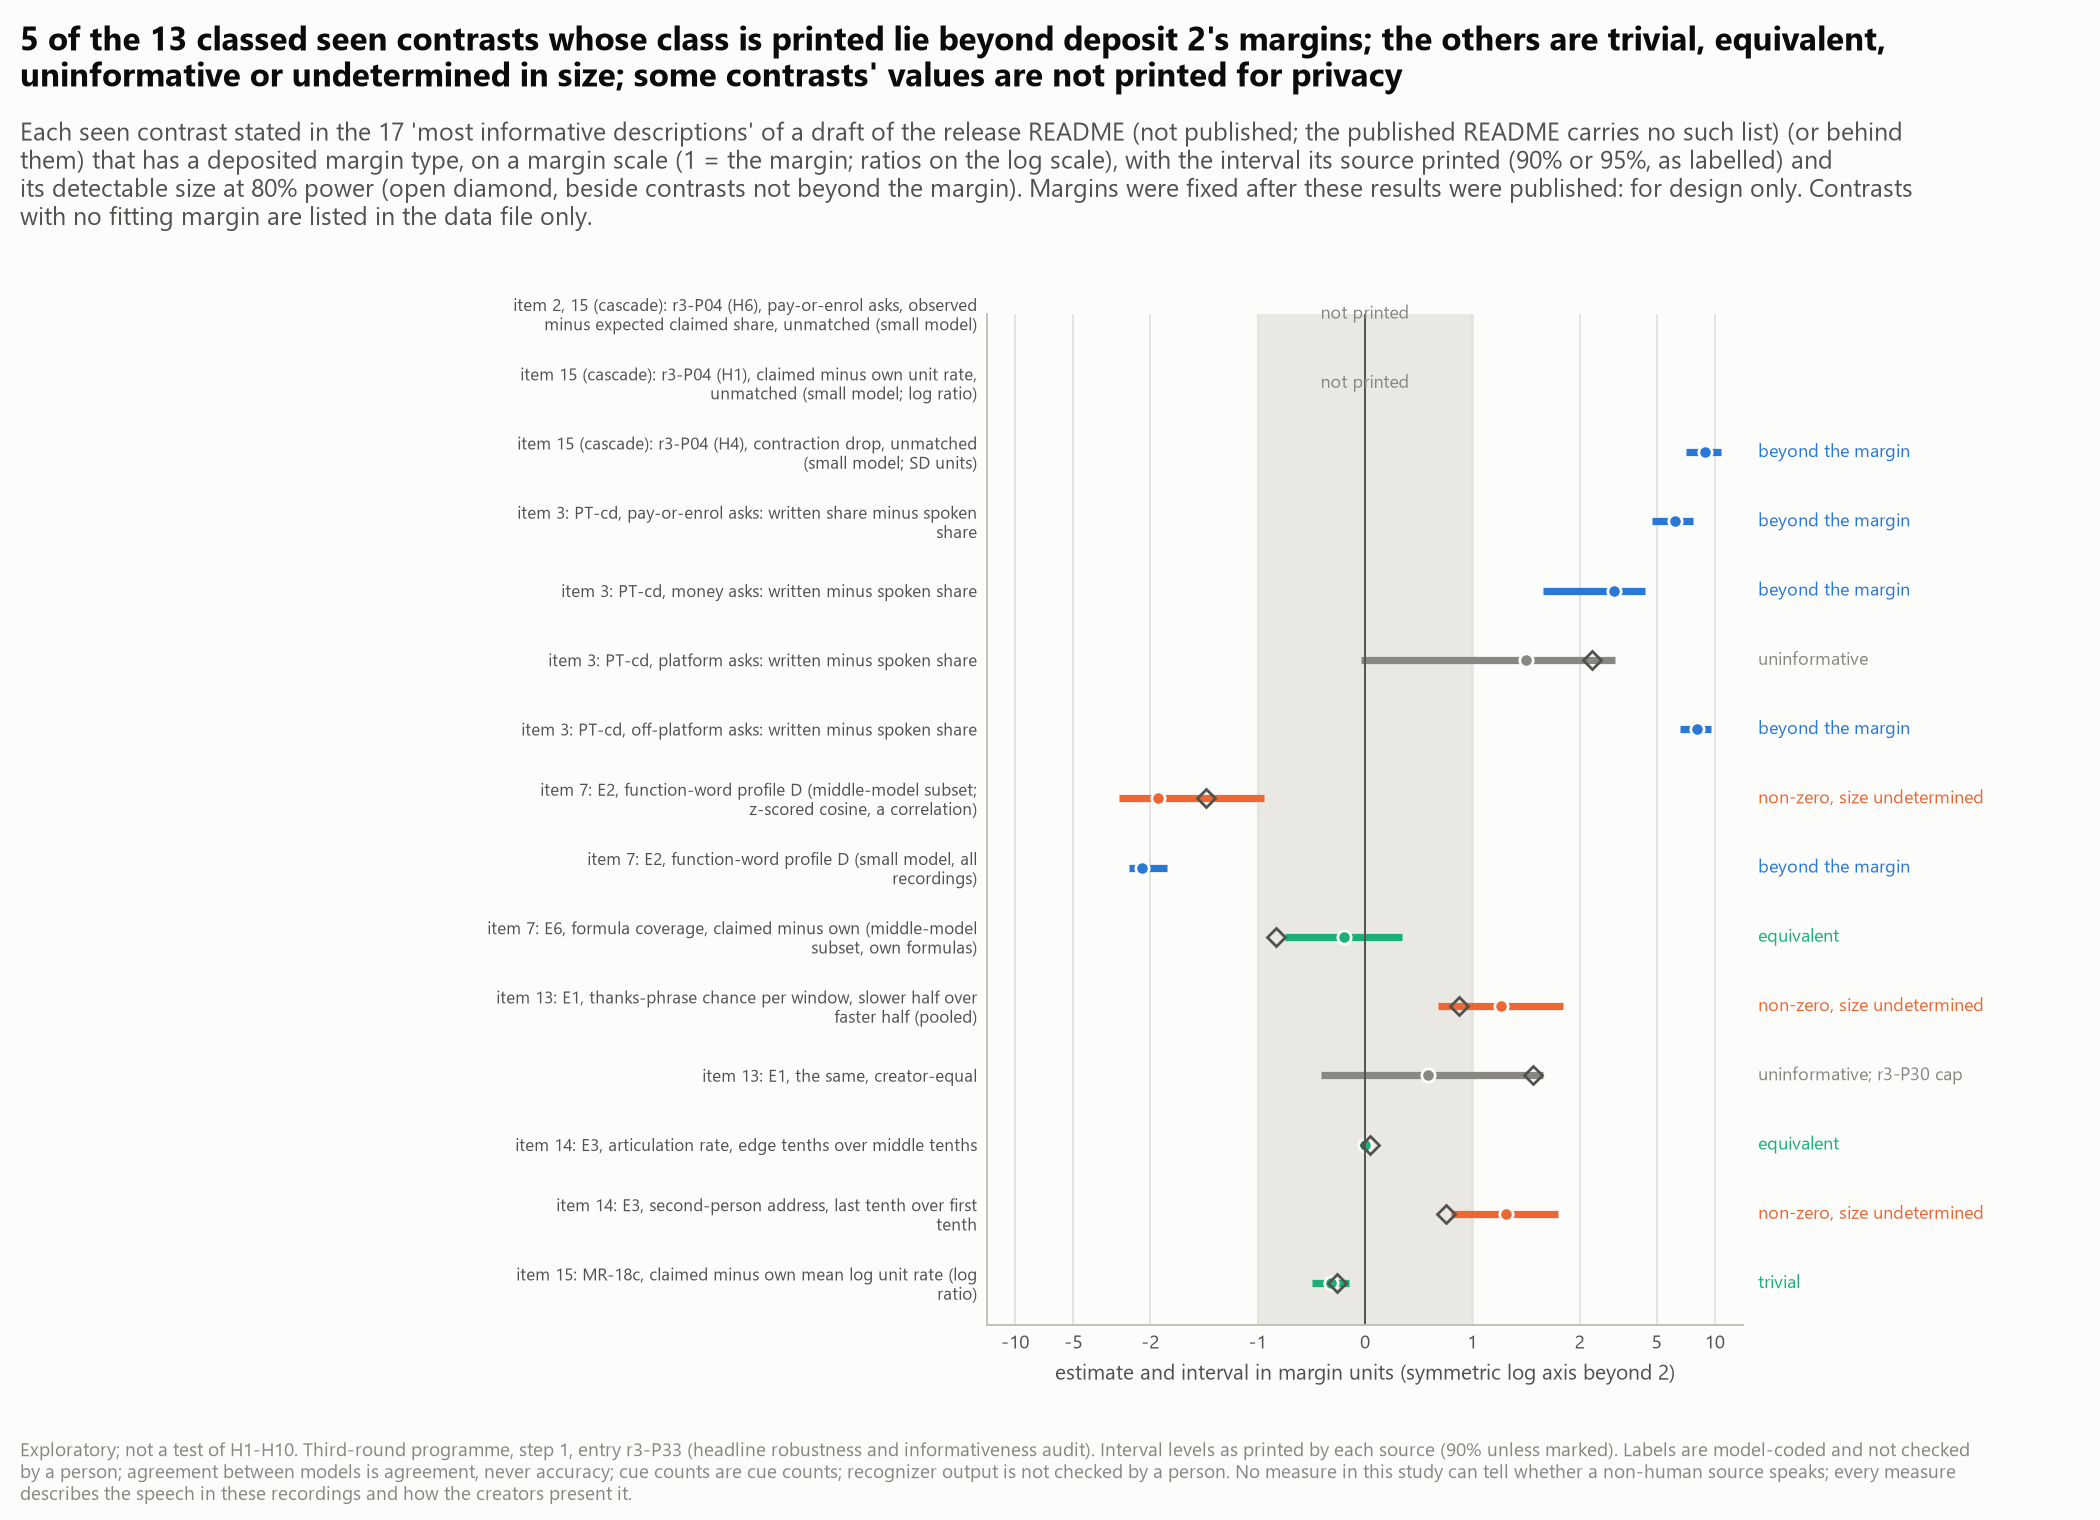 5 of the 13 classed seen contrasts whose class is printed lie beyond deposit 2's margins; the others are trivial, equivalent,
uninformative or undetermined in size; some contrasts' values are not printed for privacy
Each seen contrast stated in the 17 'most informative descriptions' of a draft of the release README (not published; the published README carries no such list) (or behind
them) that has a deposited margin type, on a margin scale (1 = the margin; ratios on the log scale), with the interval its source printed (90% or 95%, as labelled) and
its detectable size at 80% power (open diamond, beside contrasts not beyond the margin). Margins were fixed after these results were published: for design only. Contrasts
with no fitting margin are listed in the data file only.
item 2, 15 (cascade): r3-P04 (H6), pay-or-enrol asks, observed
minus expected claimed share, unmatched (small model)
not printed
item 15 (cascade): r3-P04 (H1), claimed minus own unit rate,
unmatched (small model; log ratio)
not printed
item 15 (cascade): r3-P04 (H4), contraction drop, unmatched
(small model; SD units)
beyond the margin
item 3: PT-cd, pay-or-enrol asks: written share minus spoken
share
beyond the margin
item 3: PT-cd, money asks: written minus spoken share
beyond the margin
item 3: PT-cd, platform asks: written minus spoken share
uninformative
item 3: PT-cd, off-platform asks: written minus spoken share
beyond the margin
item 7: E2, function-word profile D (middle-model subset;
z-scored cosine, a correlation)
non-zero, size undetermined
item 7: E2, function-word profile D (small model, all
recordings)
beyond the margin
item 7: E6, formula coverage, claimed minus own (middle-model
subset, own formulas)
equivalent
item 13: E1, thanks-phrase chance per window, slower half over
faster half (pooled)
non-zero, size undetermined
item 13: E1, the same, creator-equal
uninformative; r3-P30 cap
item 14: E3, articulation rate, edge tenths over middle tenths
equivalent
item 14: E3, second-person address, last tenth over first
tenth
non-zero, size undetermined
item 15: MR-18c, claimed minus own mean log unit rate (log
ratio)
trivial
-10 -5 -2 -1 0 1 2 5 10
estimate and interval in margin units (symmetric log axis beyond 2)
Exploratory; not a test of H1-H10. Third-round programme, step 1, entry r3-P33 (headline robustness and informativeness audit). Interval levels as printed by each source (90% unless marked). Labels are model-coded and not checked
by a person; agreement between models is agreement, never accuracy; cue counts are cue counts; recognizer output is not checked by a person. No measure in this study can tell whether a non-human source speaks; every measure
describes the speech in these recordings and how the creators present it.